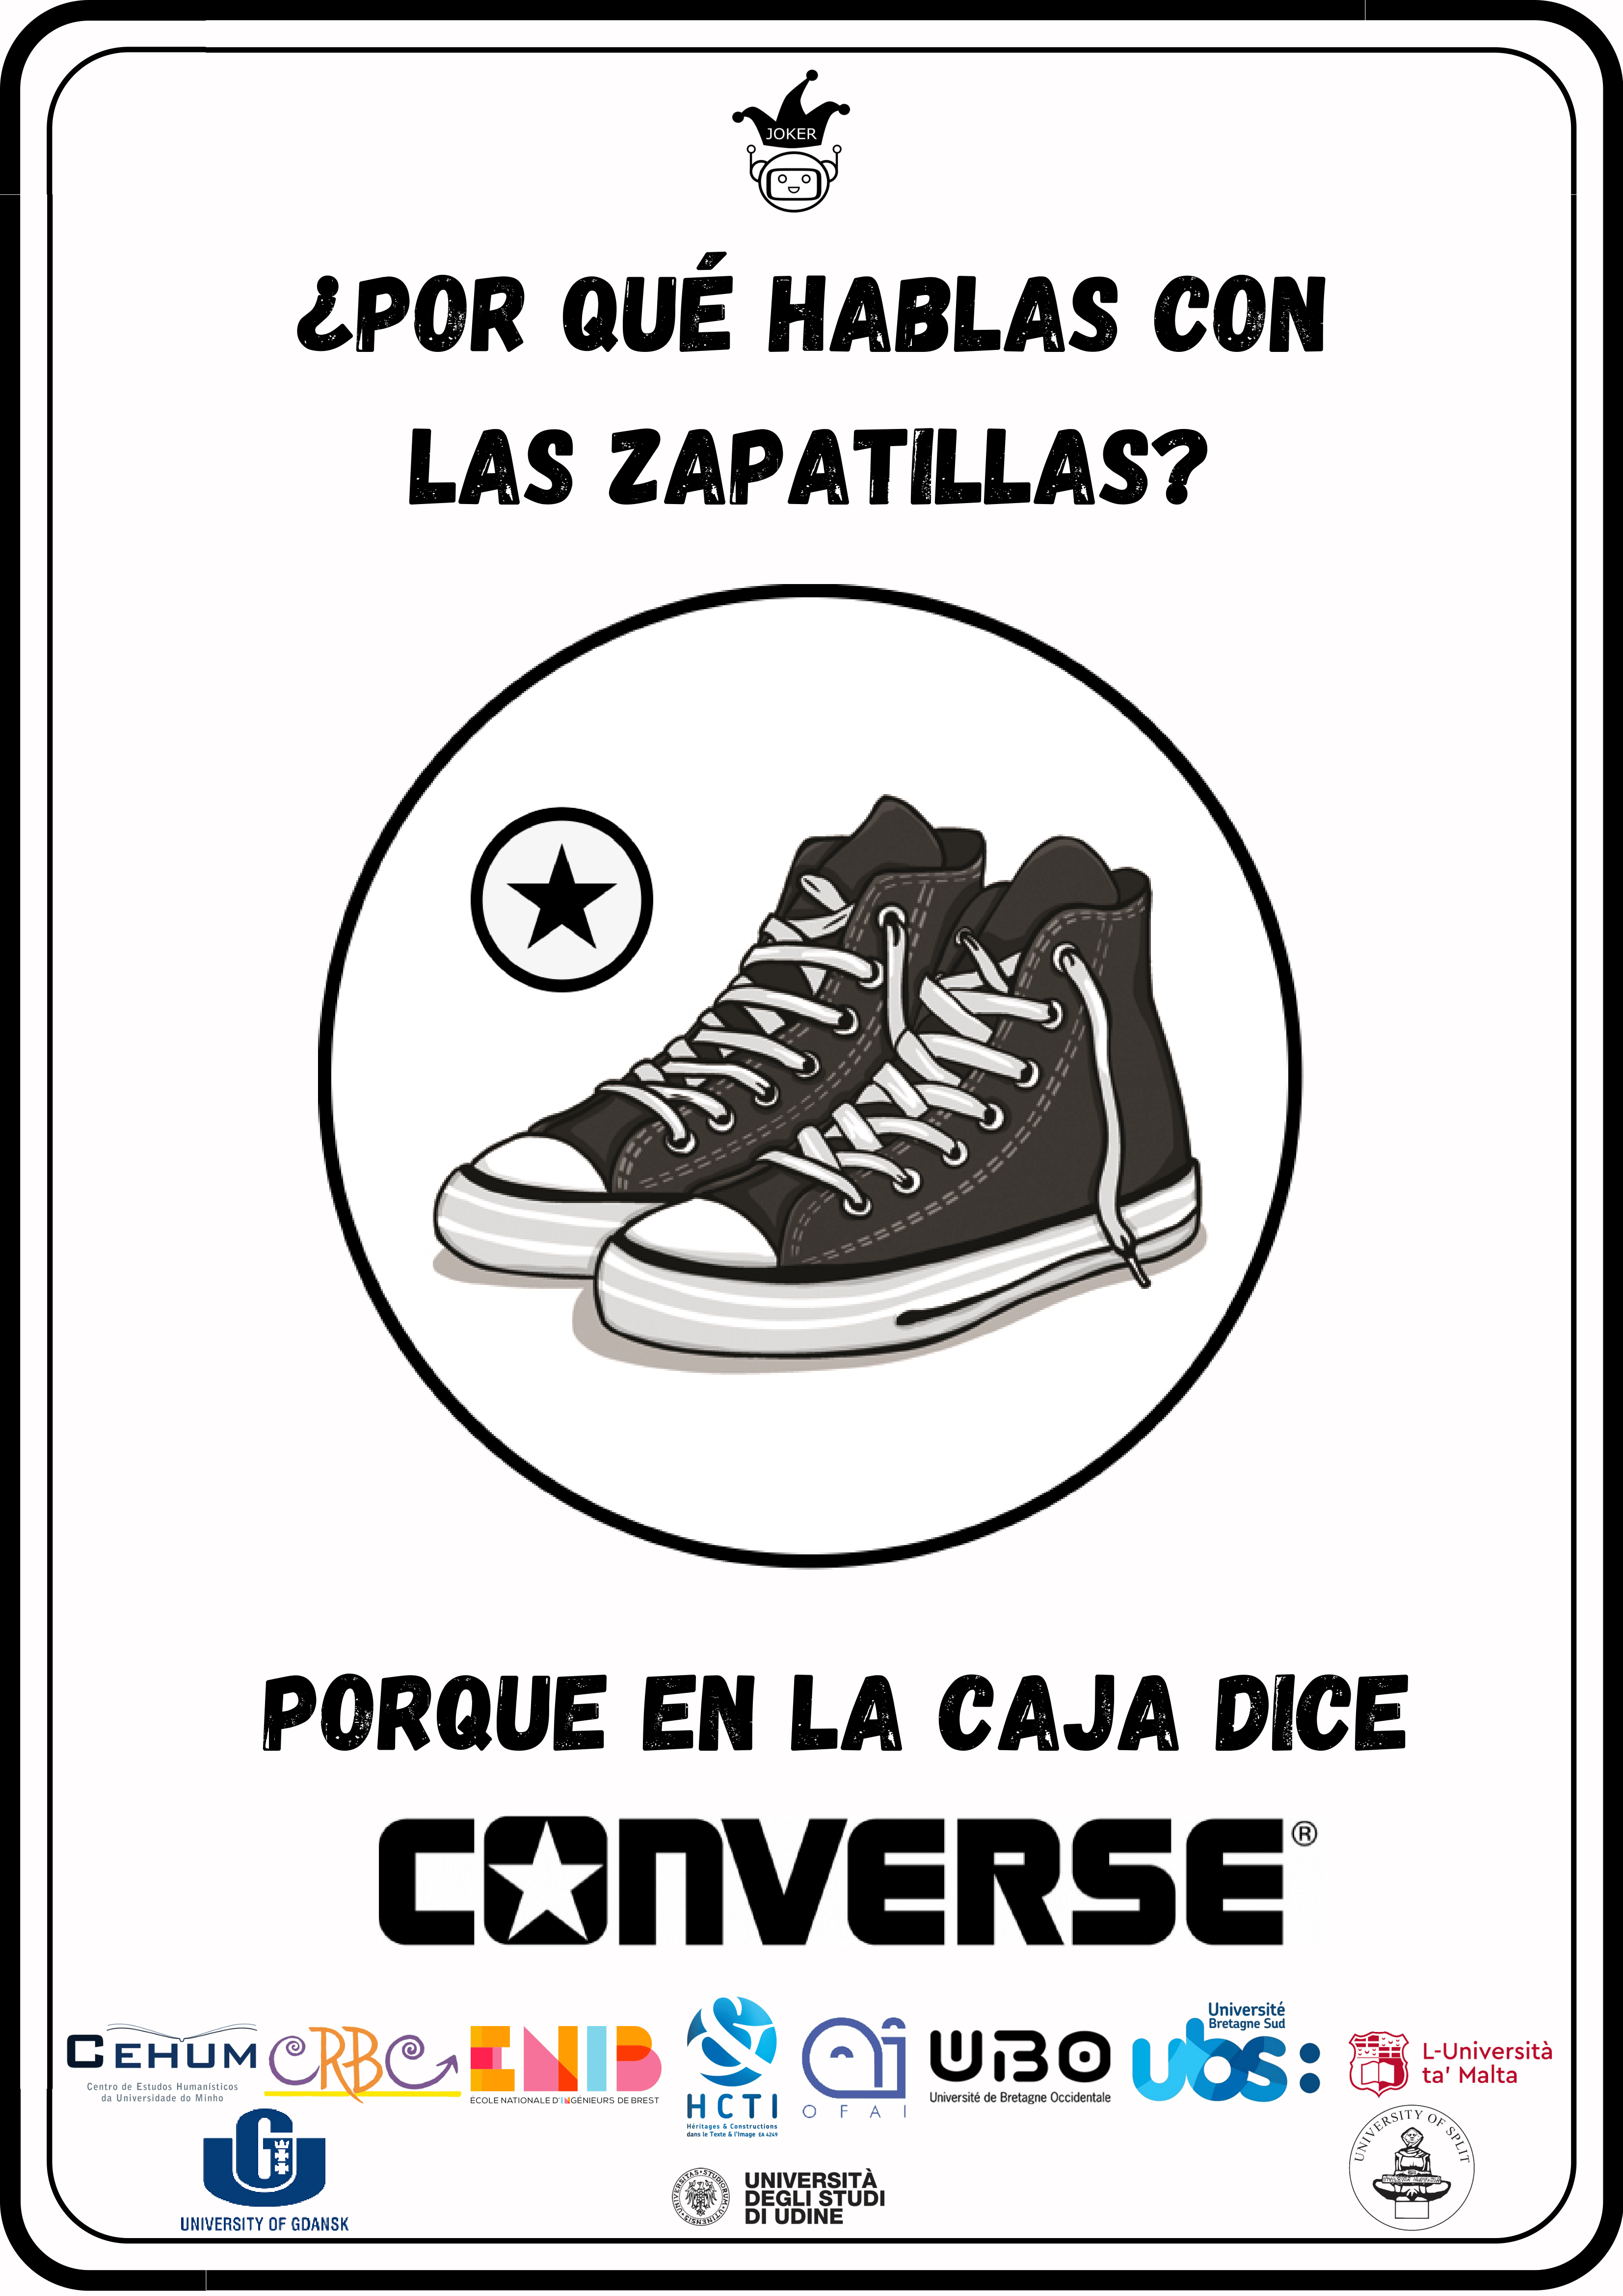 JOKER
¿POR QUÉ HABLAS CON
LAS ZAPATILLAS?
PORQUE EN LA CAJA DICE
CONVERSE®
CEHUM
Centro de Estudos Humanísticos
da Universidade do Minho
CRBC
ENIB
ÉCOLE NATIONALE D'INGÉNIEURS DE BREST
HCTI
Héritages & Constructions
dans le Texte & l'Image EA 4249
OFAI
UBO
Université de Bretagne Occidentale
Université
Bretagne Sud
ubs:
L-Università
ta' Malta
UNIVERSITY OF GDANSK
UNIVERSITÀ
DEGLI STUDI
DI UDINE
UNIVERSITY OF SPLIT